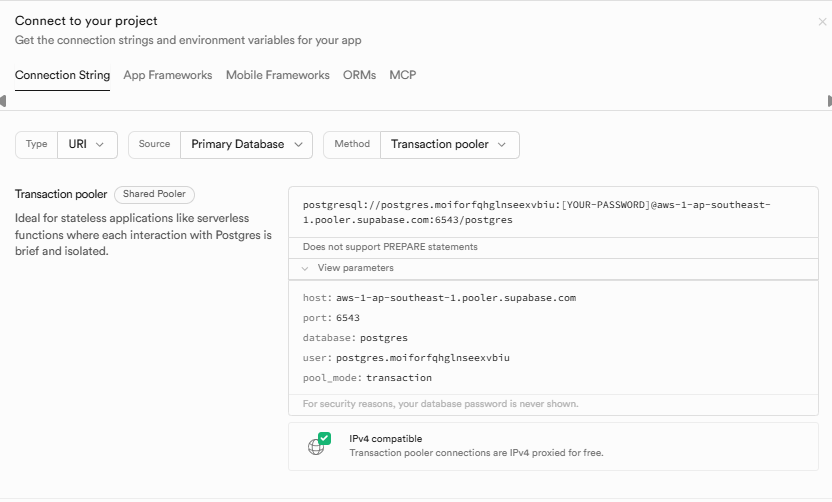 Connect to your project
Get the connection strings and environment variables for your app
Connection String App Frameworks Mobile Frameworks ORMs MCP
Type URI Source Primary Database Method Transaction pooler
Transaction pooler Shared Pooler
Ideal for stateless applications like serverless
functions where each interaction with Postgres is
brief and isolated.
postgresql://postgres.moiforfqhglnseexvbiu:[YOUR-PASSWORD]@aws-1-ap-southeast-
1.pooler.supabase.com:6543/postgres
Does not support PREPARE statements
View parameters
host: aws-1-ap-southeast-1.pooler.supabase.com
port: 6543
database: postgres
user: postgres.moiforfqhglnseexvbiu
pool_mode: transaction
For security reasons, your database password is never shown.
IPv4 compatible
Transaction pooler connections are IPv4 proxied for free.